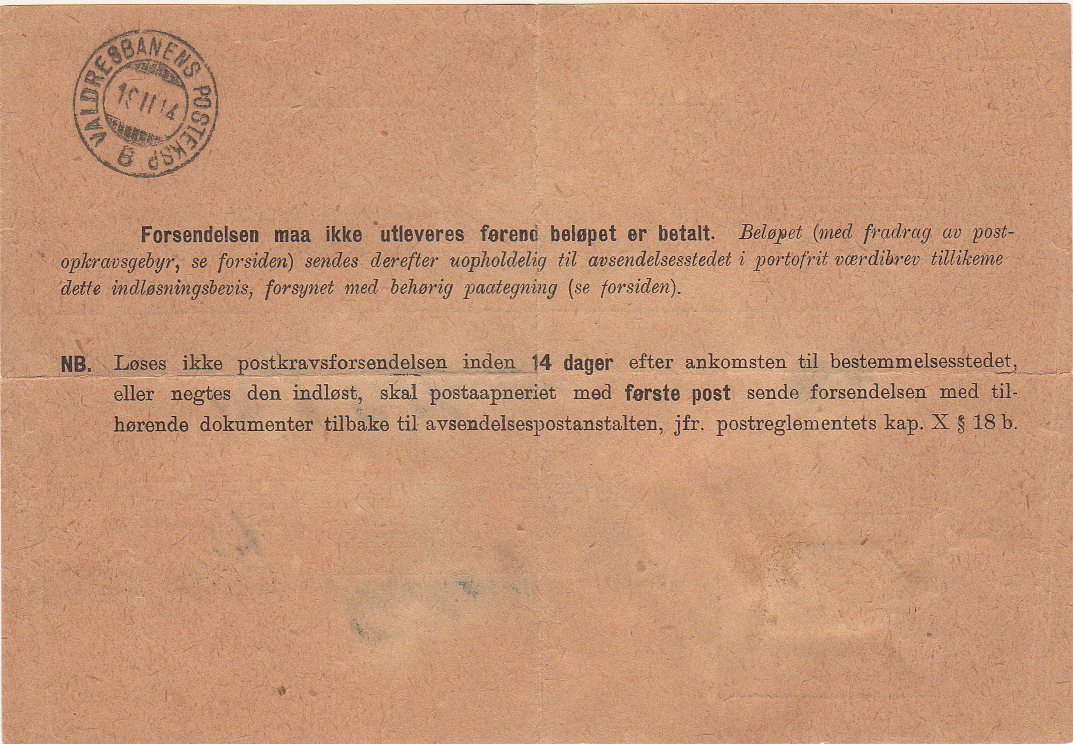 VALDRESBANENS POSTEKSP B
Forsendelsen maa ikke utleveres førend beløpet er betalt. Beløpet (med fradrag av post-
opkravsgebyr, se forsiden) sendes derefter uopholdelig til avsendelsesstedet i portofrit værdibrev tillikeme
dette indløsningsbevis, forsynet med behørig paategning (se forsiden).
NB. Løses ikke postkravsforsendelsen inden 14 dager efter ankomsten til bestemmelsesstedet,
eller negtes den indløst, skal postaapneriet med første post sende forsendelsen med til-
hørende dokumenter tilbake til avsendelsespostanstalten, jfr. postreglementets kap. X § 18 b.